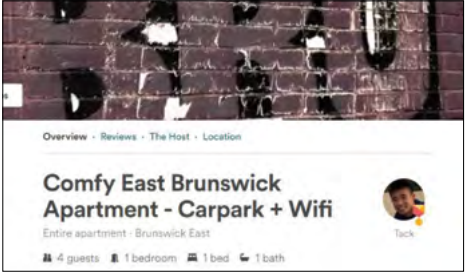 Overview · Reviews · The Host · Location
Comfy East Brunswick
Apartment - Carpark + Wifi
Entire apartment · Brunswick East
Tack
4 guests 1 bedroom 1 bed 1 bath